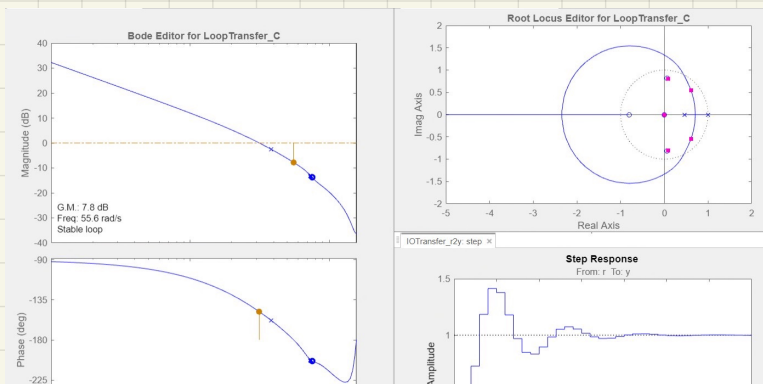 Bode Editor for LoopTransfer_C
40
30
20
10
0
-10
-20
-30
-40
Magnitude (dB)
G.M.: 7.8 dB
Freq: 55.6 rad/s
Stable loop
-90
-135
-180
-225
Phase (deg)
Root Locus Editor for LoopTransfer_C
2
1.5
1
0.5
0
-0.5
-1
-1.5
-2
Imag Axis
-5 -4 -3 -2 -1 0 1 2
Real Axis
IOTransfer_r2y: step ×
Step Response
From: r To: y
1.5
1
Amplitude